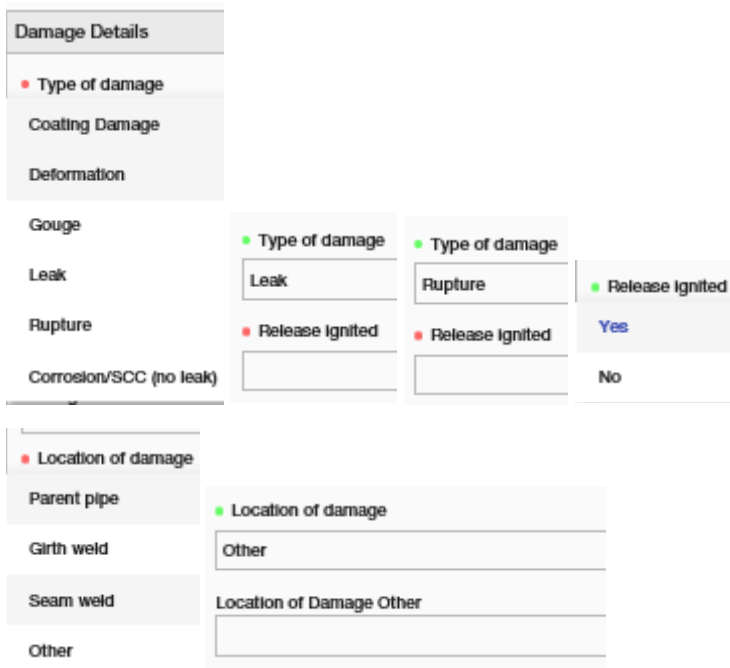 Damage Details
Type of damage
Coating Damage
Deformation
Gouge
Leak
Rupture
Corrosion/SCC (no leak)
Type of damage
Leak
Release ignited
Type of damage
Rupture
Release ignited
Release ignited
Yes
No
Location of damage
Parent pipe
Girth weld
Seam weld
Other
Location of damage
Other
Location of Damage Other